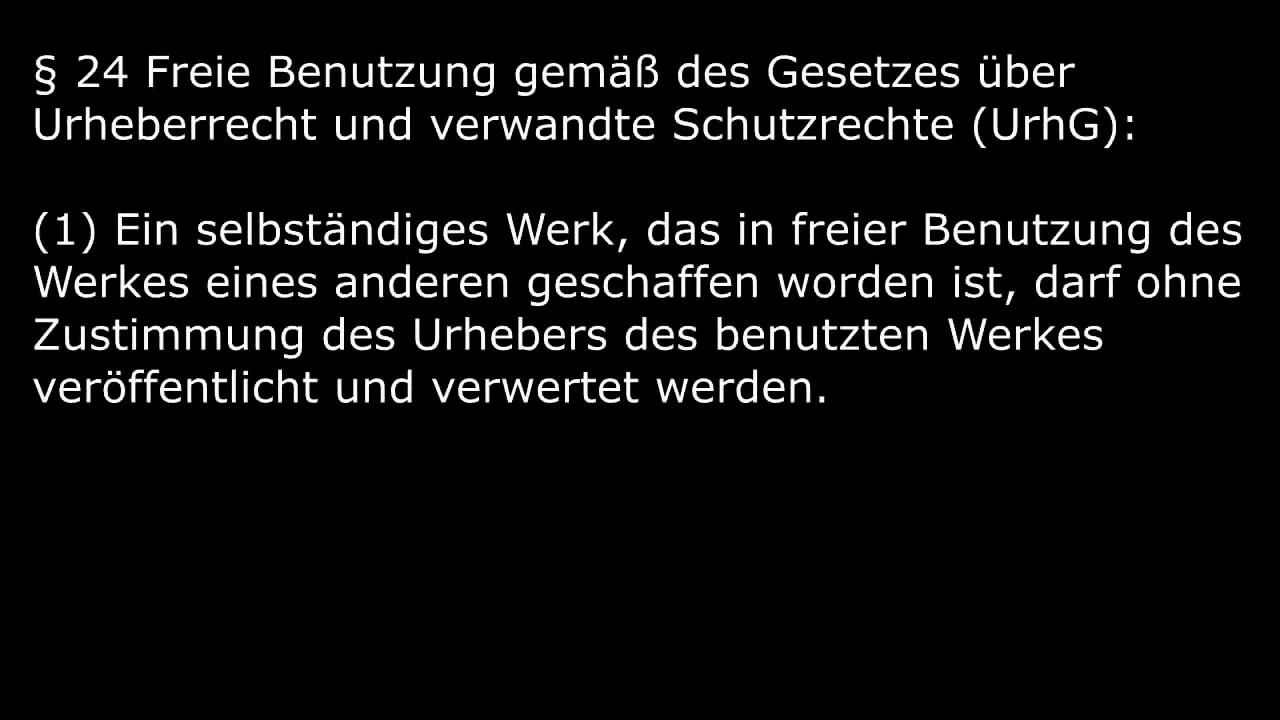 § 24 Freie Benutzung gemäß des Gesetzes über
Urheberrecht und verwandte Schutzrechte (UrhG):
(1) Ein selbständiges Werk, das in freier Benutzung des
Werkes eines anderen geschaffen worden ist, darf ohne
Zustimmung des Urhebers des benutzten Werkes
veröffentlicht und verwertet werden.